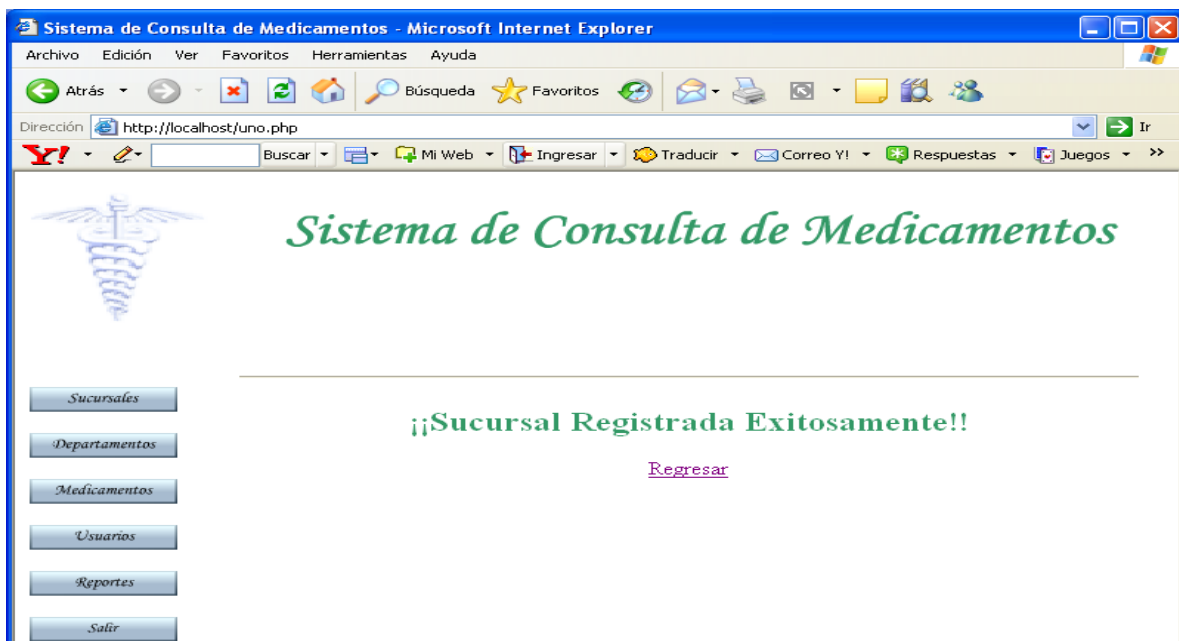 Sistema de Consulta de Medicamentos - Microsoft Internet Explorer
Archivo Edición Ver Favoritos Herramientas Ayuda
Atrás Búsqueda Favoritos
Dirección http://localhost/uno.php Ir
Y! Buscar Mi Web Ingresar Traducir Correo Y! Respuestas Juegos >>
Sistema de Consulta de Medicamentos
Sucursales
¡¡Sucursal Registrada Exitosamente!!
Departamentos
Regresar
Medicamentos
Usuarios
Reportes
Salir